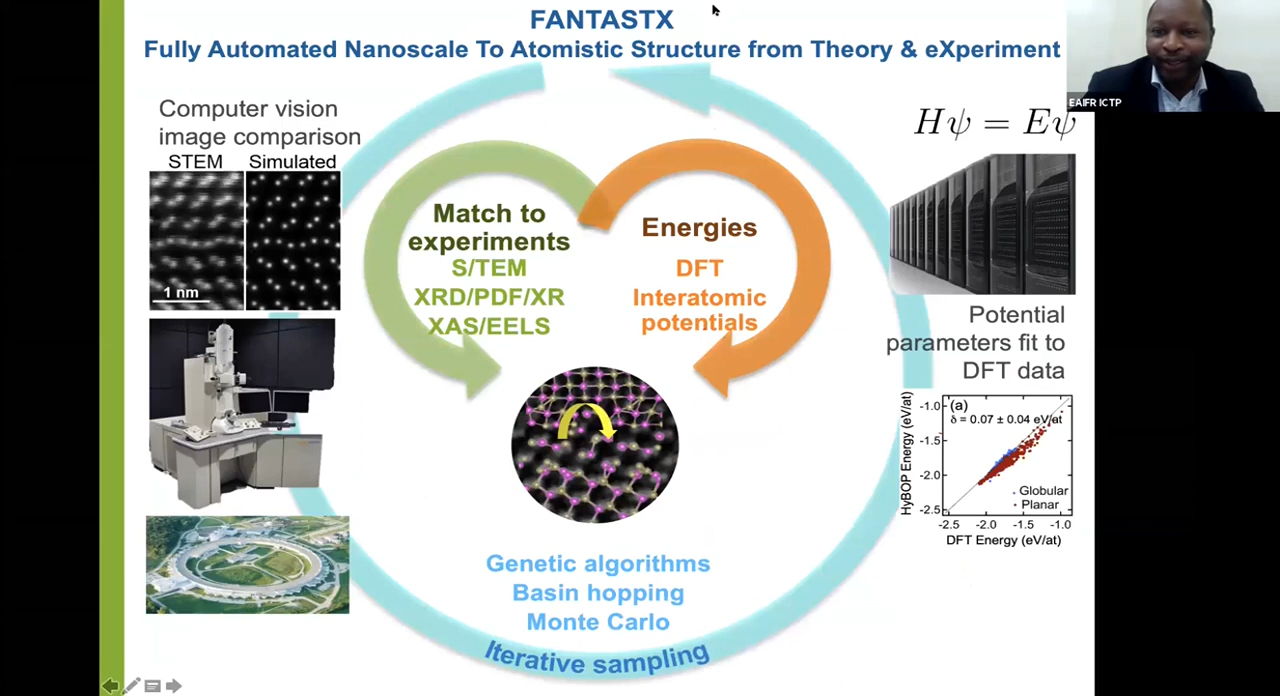 FANTASTX
Fully Automated Nanoscale To Atomistic Structure from Theory & eXperiment
EAIFR ICTP
Computer vision
image comparison
STEM Simulated
1 nm
Match to
experiments
S/TEM
XRD/PDF/XR
XAS/EELS
Energies
DFT
Interatomic
potentials
Hψ = Eψ
Potential
parameters fit to
DFT data
(a)
δ = 0.07 ± 0.04 eV/at
HyBOP Energy (eV/at)
-1.0
-1.5
-2.0
-2.5
Globular
Planar
-2.5 -2.0 -1.5 -1.0
DFT Energy (eV/at)
Genetic algorithms
Basin hopping
Monte Carlo
Iterative sampling